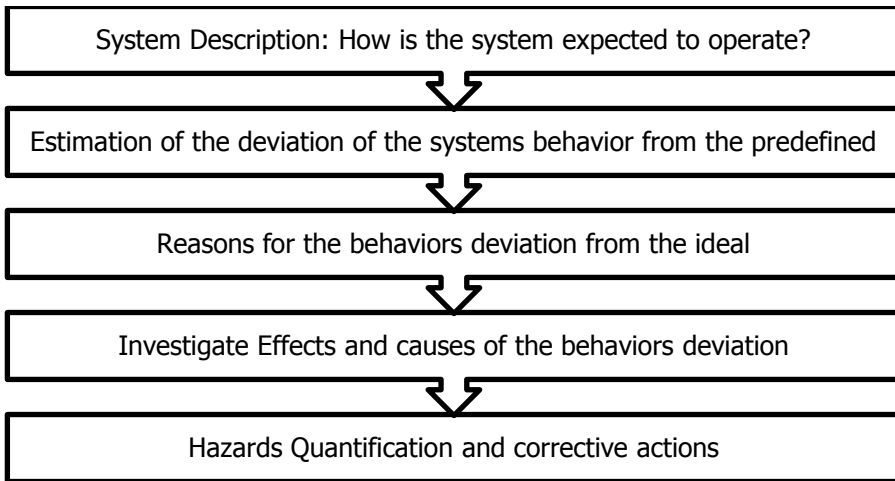 System Description: How is the system expected to operate?
Estimation of the deviation of the systems behavior from the predefined
Reasons for the behaviors deviation from the ideal
Investigate Effects and causes of the behaviors deviation
Hazards Quantification and corrective actions